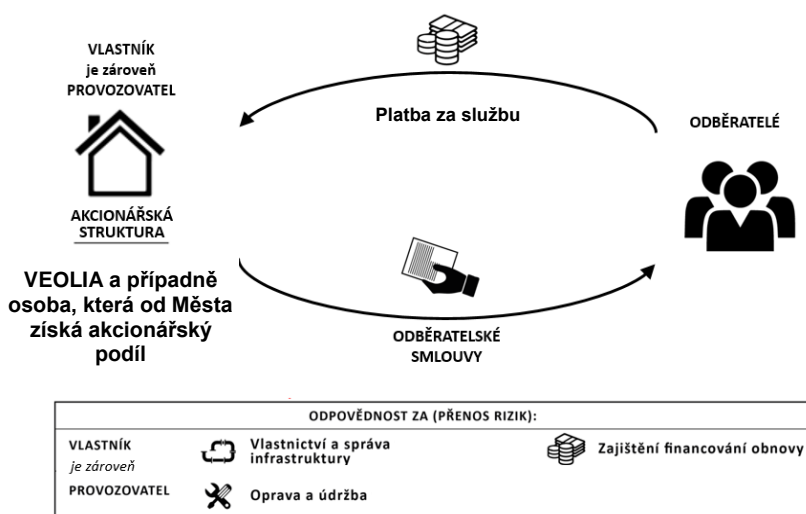 VLASTNÍK
je zároveň
PROVOZOVATEL
Platba za službu
ODBĚRATELÉ
AKCIONÁŘSKÁ
STRUKTURA
VEOLIA a případně
osoba, která od Města
získá akcionářský
podíl
ODBĚRATELSKÉ
SMLOUVY
ODPOVĚDNOST ZA (PŘENOS RIZIK):
VLASTNÍK
je zároveň
PROVOZOVATEL
Vlastnictví a správa
infrastruktury
Zajištění financování obnovy
Oprava a údržba